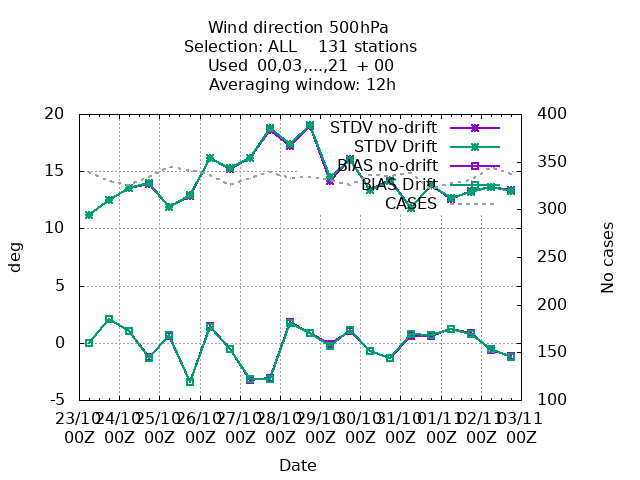 Wind direction 500hPa
Selection: ALL    131 stations
Used  00,03,...,21  + 00
Averaging window: 12h
20
15
10
5
0
-5
deg
400
350
300
250
200
150
100
No cases
STDV no-drift
STDV Drift
BIAS no-drift
BIAS Drift
CASES
23/10 24/10 25/10 26/10 27/10 28/10 29/10 30/10 31/10 01/11 02/11 03/11
00Z 00Z 00Z 00Z 00Z 00Z 00Z 00Z 00Z 00Z 00Z 00Z
Date